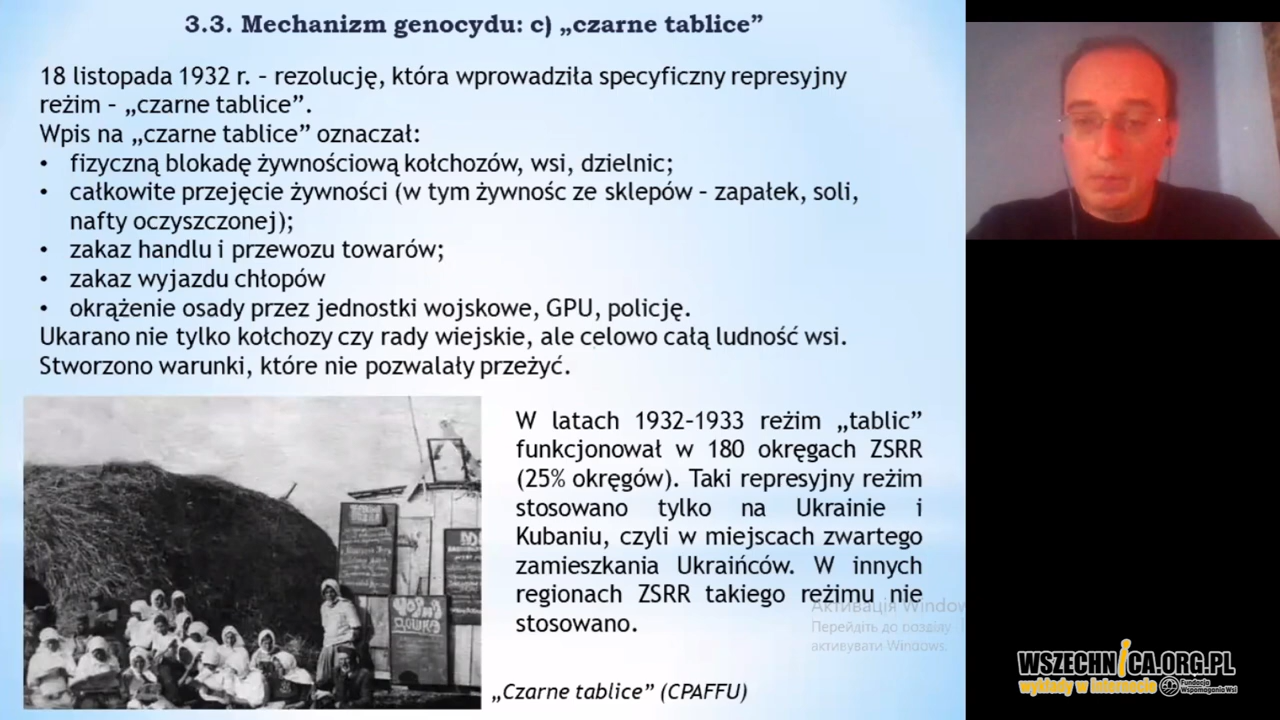 3.3. Mechanizm genocydu: c) „czarne tablice”
18 listopada 1932 r. – rezolucję, która wprowadziła specyficzny represyjny
reżim – „czarne tablice”.
Wpis na „czarne tablice” oznaczał:
• fizyczną blokadę żywnościową kołchozów, wsi, dzielnic;
• całkowite przejęcie żywności (w tym żywnośc ze sklepów – zapałek, soli,
nafty oczyszczonej);
• zakaz handlu i przewozu towarów;
• zakaz wyjazdu chłopów
• okrążenie osady przez jednostki wojskowe, GPU, policję.
Ukarano nie tylko kołchozy czy rady wiejskie, ale celowo całą ludność wsi.
Stworzono warunki, które nie pozwalały przeżyć.
W latach 1932–1933 reżim „tablic”
funkcjonował w 180 okręgach ZSRR
(25% okręgów). Taki represyjny reżim
stosowano tylko na Ukrainie i
Kubaniu, czyli w miejscach zwartego
zamieszkania Ukraińców. W innych
regionach ZSRR takiego reżimu nie
stosowano.
ЧОРНА
ДОШКА
Активація Window
Перейдіть до розділу
активувати Windows.
„Czarne tablice” (CPAFFU)
WSZECHNICA.ORG.PL
wykłady w internecie
Fundacja
Wspomagania Wsi